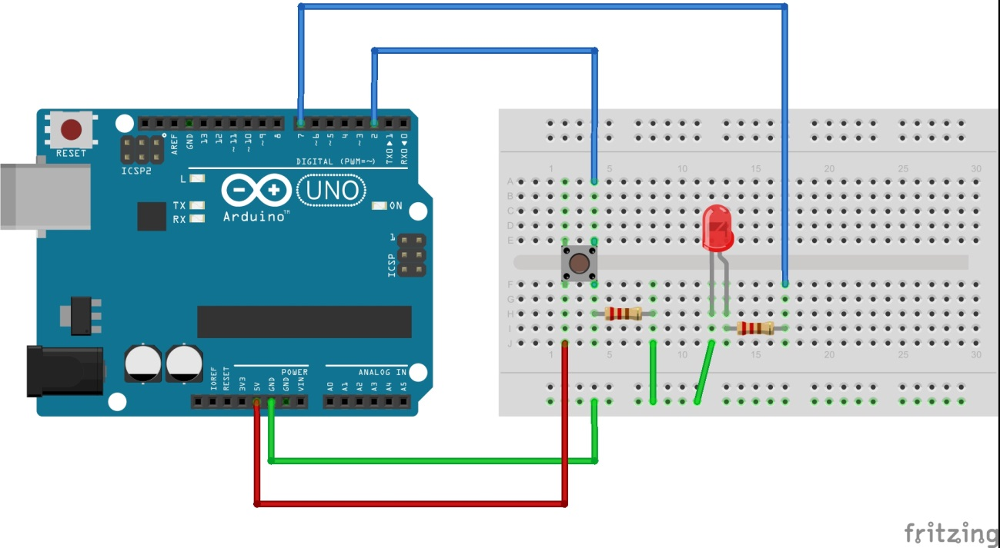 RESET
ICSP2
AREF
GND
13
12
~11
~10
~9
8
7
~6
~5
4
~3
2
TX0▶1
RX0◀0
DIGITAL (PWM=~)
L
TX
RX
UNO
Arduino™
ON
1
ICSP
IOREF
RESET
3V3
5V
GND
GND
VIN
POWER
A0
A1
A2
A3
A4
A5
ANALOG IN
1 5 10 15 20 25 30
A
B
C
D
E
F
G
H
I
J
1 5 10 15 20 25 30
fritzing